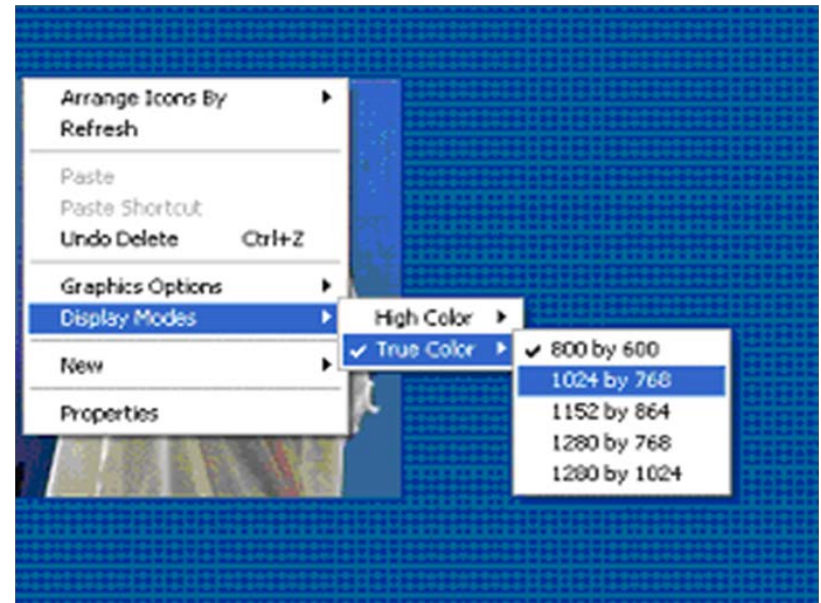 Arrange Icons By
Refresh
Paste
Paste Shortcut
Undo Delete Ctrl+Z
Graphics Options
Display Modes
New
Properties
High Color
True Color
800 by 600
1024 by 768
1152 by 864
1280 by 768
1280 by 1024